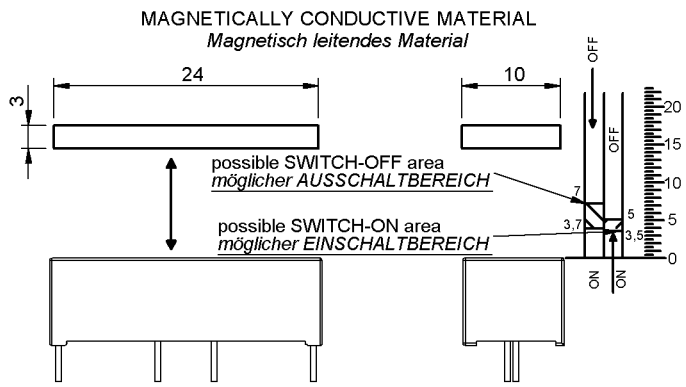 MAGNETICALLY CONDUCTIVE MATERIAL
Magnetisch leitendes Material
24
10
3
OFF
OFF
20
15
10
5
0
possible SWITCH-OFF area
möglicher AUSSCHALTBEREICH
7
5
3,7
3,5
possible SWITCH-ON area
möglicher EINSCHALTBEREICH
ON
ON